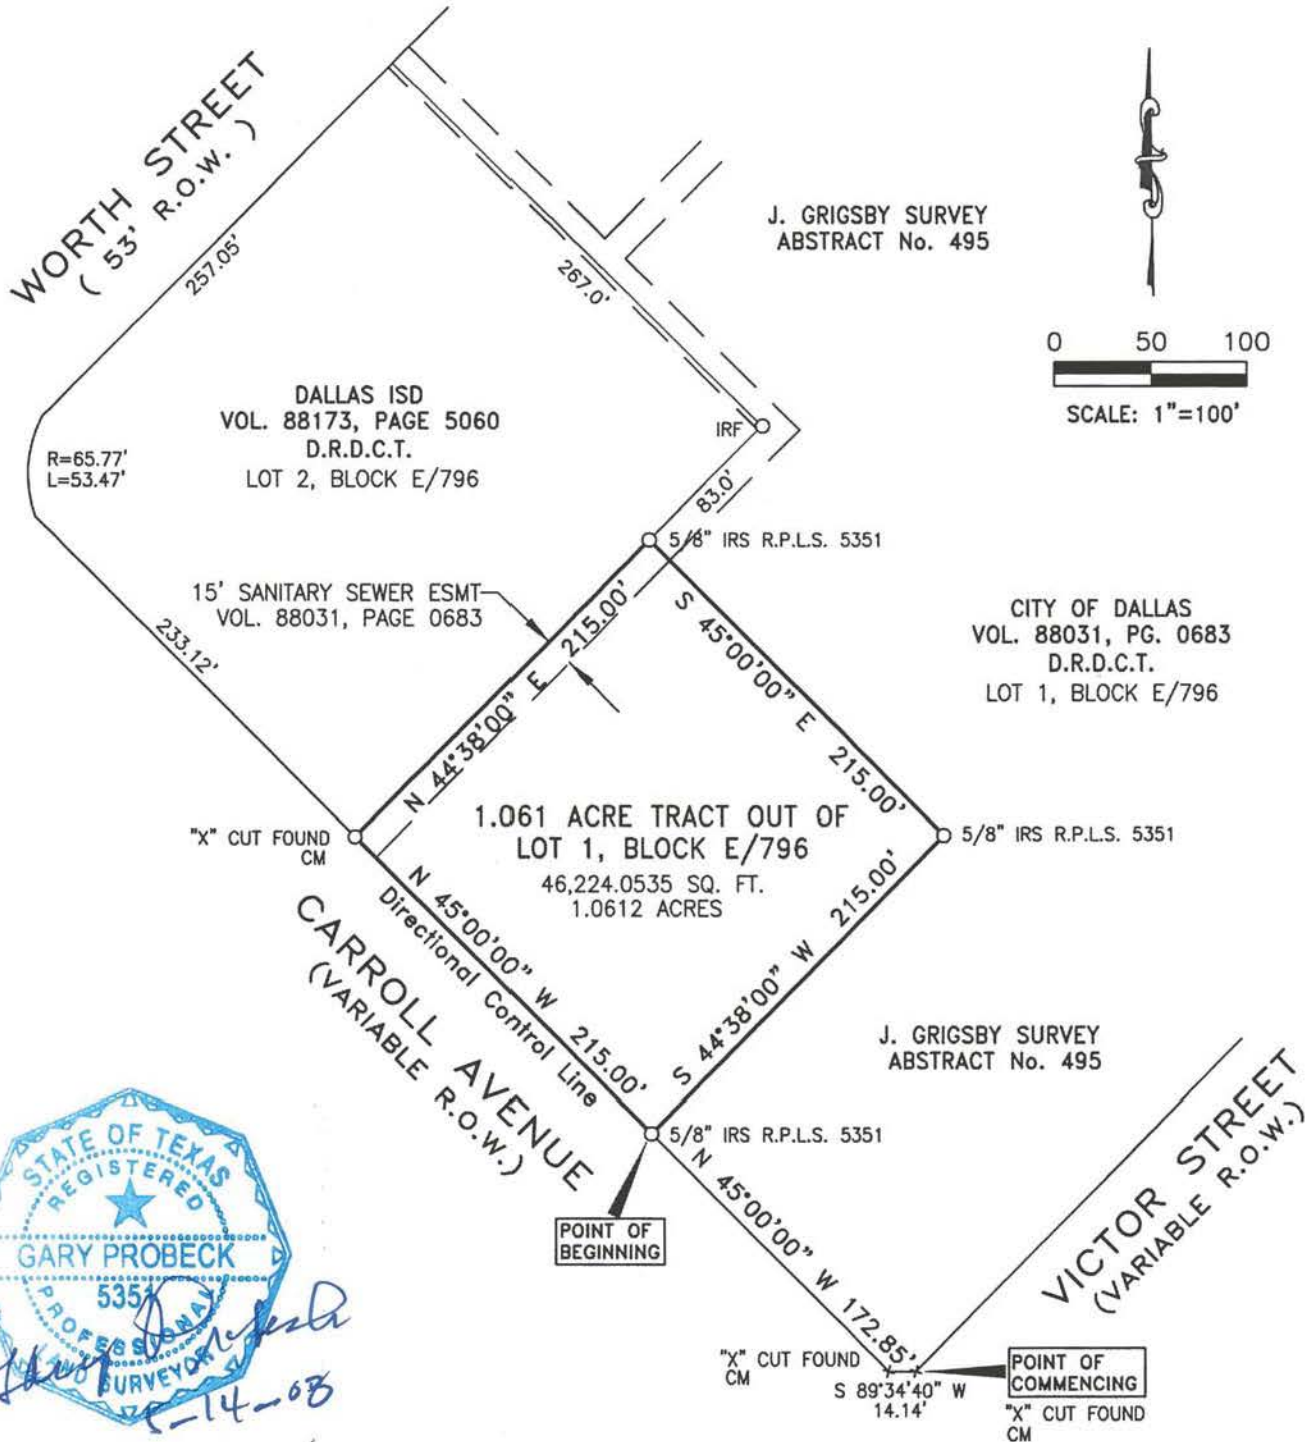 WORTH STREET
( 53' R.O.W. )
257.05'
267.0'
J. GRIGSBY SURVEY
ABSTRACT No. 495
0 50 100
SCALE: 1"=100'
DALLAS ISD
VOL. 88173, PAGE 5060
D.R.D.C.T.
LOT 2, BLOCK E/796
R=65.77'
L=53.47'
IRF
83.0'
5/8" IRS R.P.L.S. 5351
15' SANITARY SEWER ESMT
VOL. 88031, PAGE 0683
233.12'
N 44°38'00" E 215.00'
S 45°00'00" E 215.00'
CITY OF DALLAS
VOL. 88031, PG. 0683
D.R.D.C.T.
LOT 1, BLOCK E/796
1.061 ACRE TRACT OUT OF
LOT 1, BLOCK E/796
46,224.0535 SQ. FT.
1.0612 ACRES
"X" CUT FOUND
CM
5/8" IRS R.P.L.S. 5351
N 45°00'00" W 215.00'
Directional Control Line
CARROLL AVENUE
(VARIABLE R.O.W.)
S 44°38'00" W 215.00'
J. GRIGSBY SURVEY
ABSTRACT No. 495
5/8" IRS R.P.L.S. 5351
POINT OF
BEGINNING
N 45°00'00" W 172.85'
VICTOR STREET
(VARIABLE R.O.W.)
"X" CUT FOUND
CM
S 89°34'40" W
14.14'
POINT OF
COMMENCING
"X" CUT FOUND
CM
STATE OF TEXAS
REGISTERED
GARY PROBECK
5351
PROFESSIONAL
LAND SURVEYOR